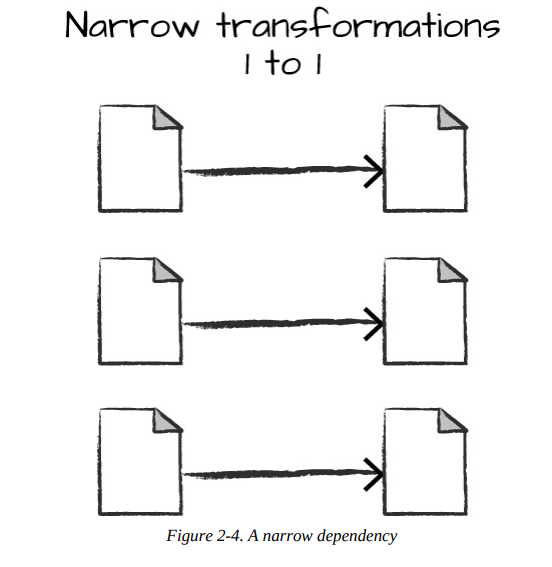 Narrow transformations
1 to 1
Figure 2-4. A narrow dependency